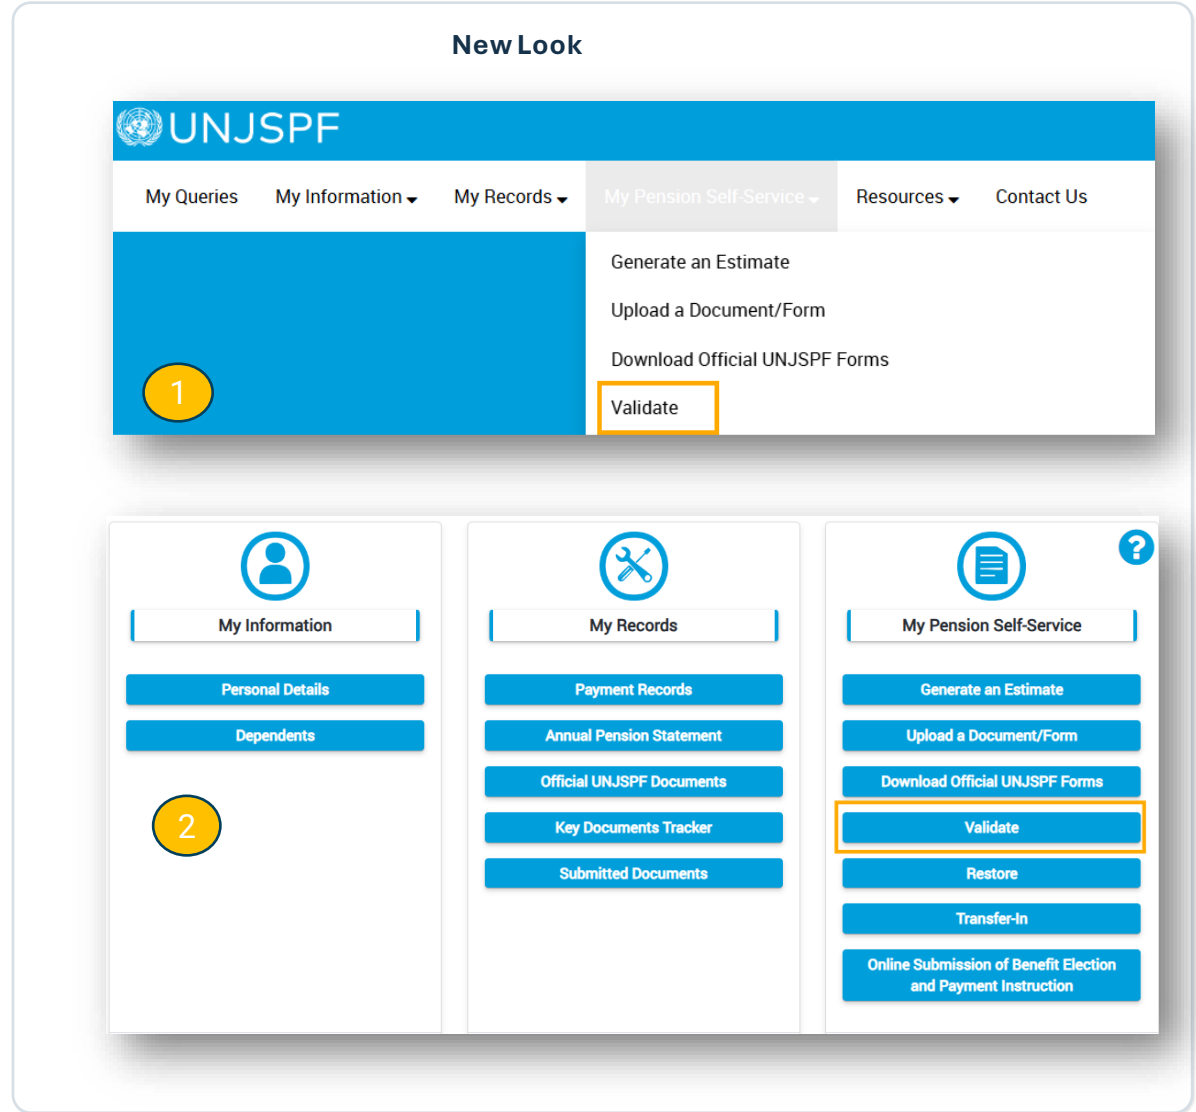 New Look
UNJSPF
My Queries My Information My Records My Pension Self-Service Resources Contact Us
Generate an Estimate
Upload a Document/Form
Download Official UNJSPF Forms
1
Validate
?
My Information
Personal Details
Dependents
2
My Records
Payment Records
Annual Pension Statement
Official UNJSPF Documents
Key Documents Tracker
Submitted Documents
My Pension Self-Service
Generate an Estimate
Upload a Document/Form
Download Official UNJSPF Forms
Validate
Restore
Transfer-In
Online Submission of Benefit Election
and Payment Instruction